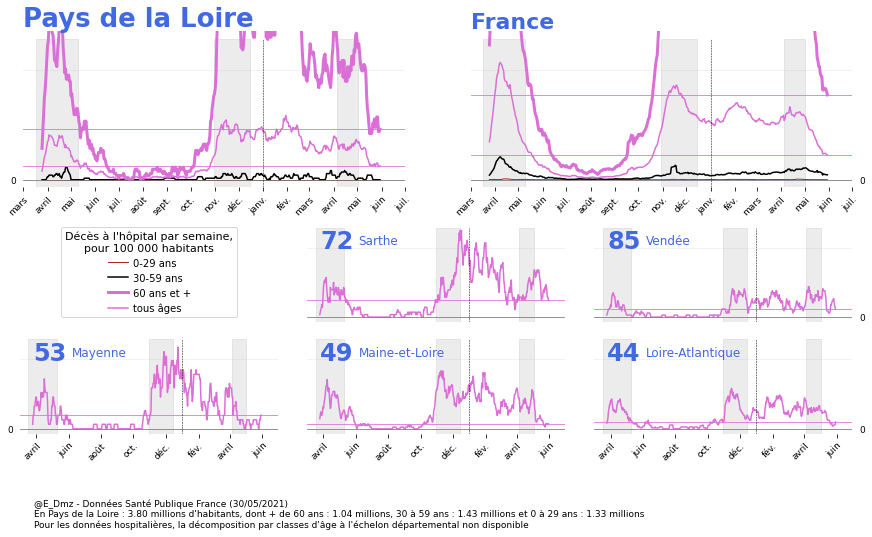 Pays de la Loire
France
0
0
mars avril mai juin juil. août sept. oct. nov. déc. janv. fév. mars avril mai juin juil.
mars avril mai juin juil. août sept. oct. nov. déc. janv. fév. mars avril mai juin juil.
Décès à l'hôpital par semaine,
pour 100 000 habitants
0-29 ans
30-59 ans
60 ans et +
tous âges
72 Sarthe
85 Vendée
0
53 Mayenne
49 Maine-et-Loire
44 Loire-Atlantique
0
0
avril juin août oct. déc. fév. avril juin
avril juin août oct. déc. fév. avril juin
avril juin août oct. déc. fév. avril juin
@E_Dmz - Données Santé Publique France (30/05/2021)
En Pays de la Loire : 3.80 millions d'habitants, dont + de 60 ans : 1.04 millions, 30 à 59 ans : 1.43 millions et 0 à 29 ans : 1.33 millions
Pour les données hospitalières, la décomposition par classes d'âge à l'échelon départemental non disponible